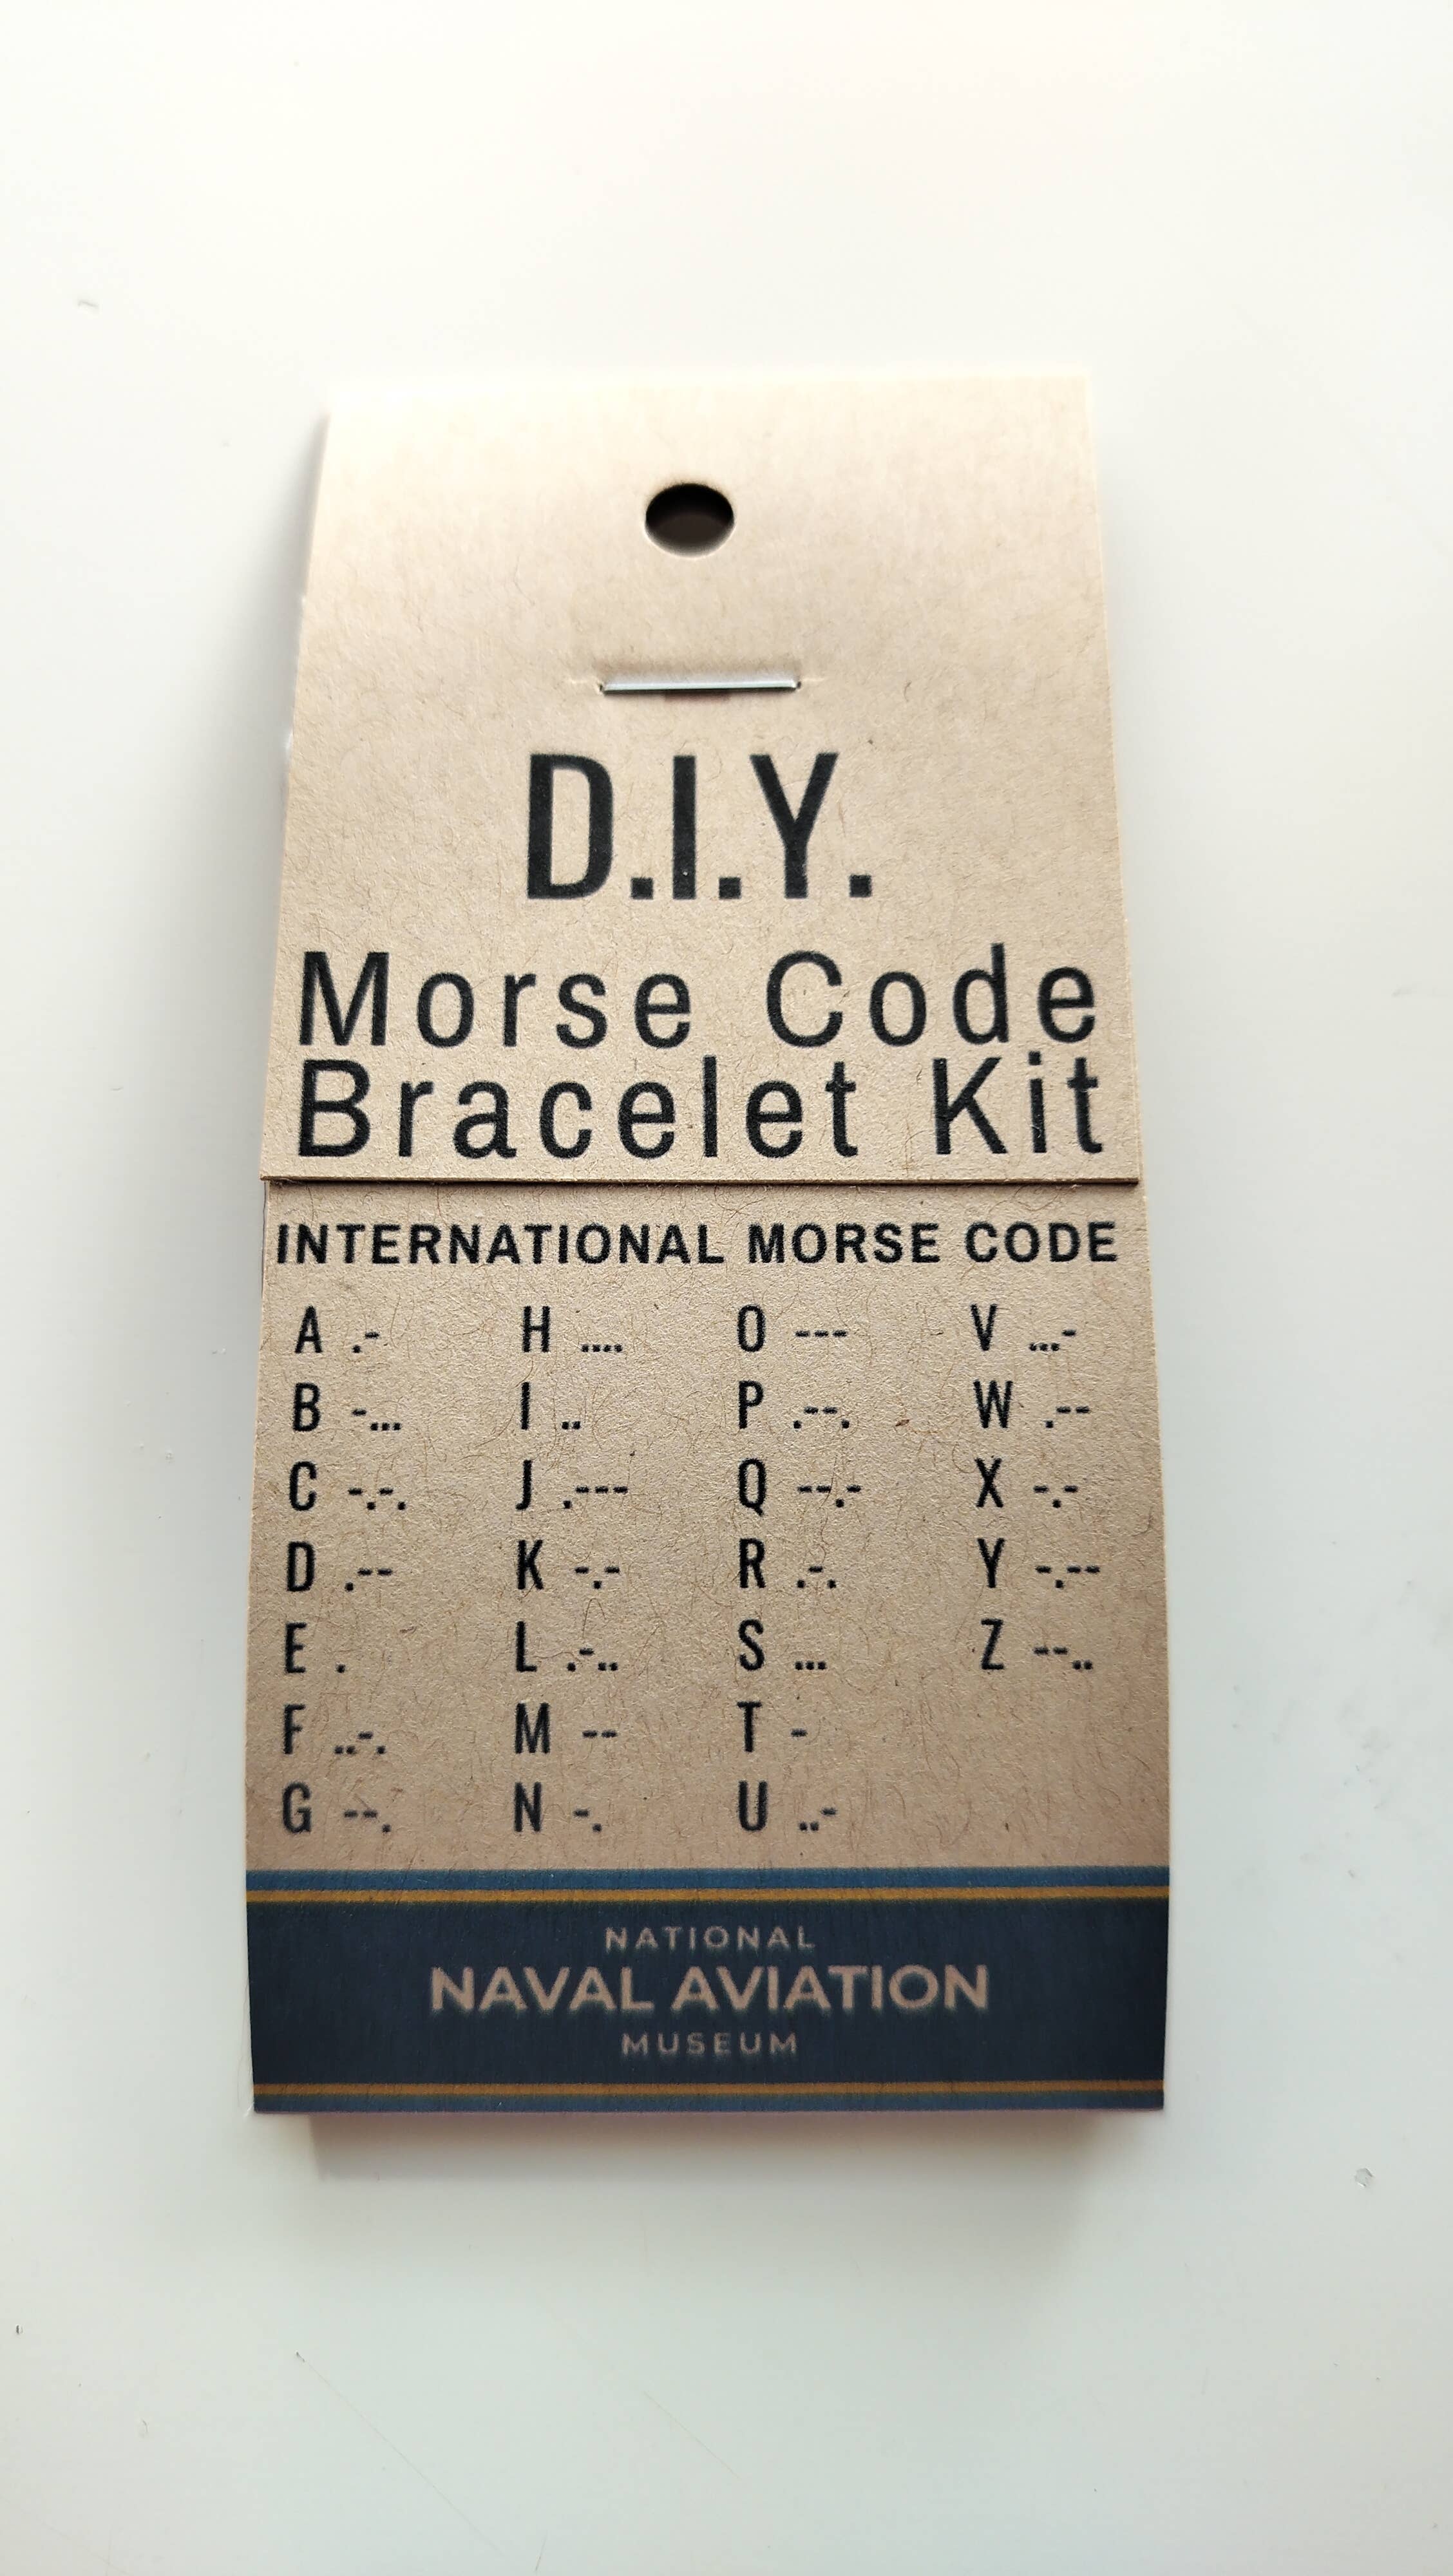 D.I.Y.
Morse Code
Bracelet Kit
INTERNATIONAL MORSE CODE
A .- H .... O --- V ...-
B -... I .. P .--. W .--
C -.-. J .--- Q --.- X -.-
D .-- K -.- R .-. Y -.--
E . L .-.. S ... Z --..
F ..-. M -- T -
G --. N -. U ..-
NATIONAL
NAVAL AVIATION
MUSEUM